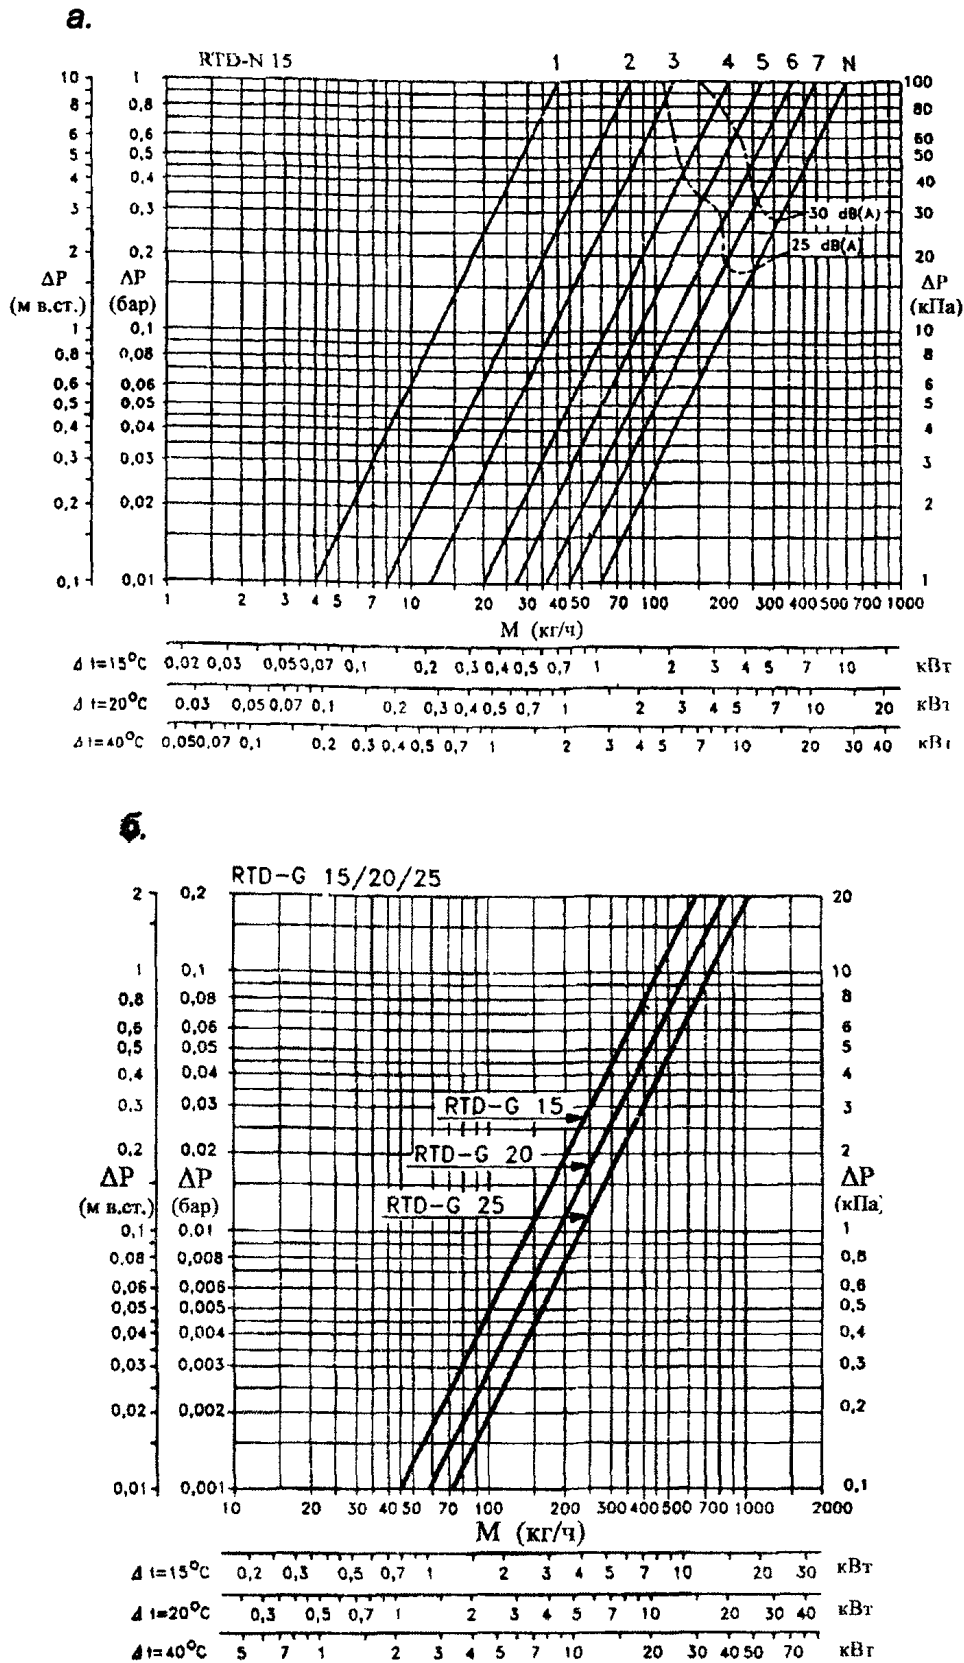 а.
RTD-N 15
1 2 3 4 5 6 7 N
10 1 100
9 0,8 80
6 0,6 60
5 0,5 50
4 0,4 40
3 0,3 30
30 dB(A)
25 dB(A)
2 0,2 20
ΔP ΔP ΔP
(м в.ст.) (бар) (кПа)
1 0,1 10
0,8 0,08 8
0,6 0,06 6
0,5 0,05 5
0,4 0,04 4
0,3 0,03 3
0,2 0,02 2
0,1 0,01 1
1 2 3 4 5 7 10 20 30 40 50 70 100 200 300 400 500 1000
М (кг/ч)
Δ t=15°C 0,02 0,03 0,05 0,07 0,1 0,2 0,3 0,4 0,5 0,7 1 2 3 4 5 7 10 кВт
Δ t=20°C 0,03 0,05 0,07 0,1 0,2 0,3 0,4 0,5 0,7 1 2 3 4 5 7 10 20 кВт
Δ t=40°C 0,05 0,07 0,1 0,2 0,3 0,4 0,5 0,7 1 2 3 4 5 7 10 20 30 40 кВт
б.
RTD-G 15/20/25
2 0,2 20
1 0,1 10
0,8 0,08 8
0,6 0,06 6
0,5 0,05 5
0,4 0,04 4
0,3 0,03 3
RTD-G 15
0,2 0,02 2
RTD-G 20
ΔP ΔP ΔP
(м в.ст.) (бар) (кПа)
RTD-G 25
0,1 0,01 1
0,08 0,008 0,8
0,06 0,006 0,6
0,05 0,005 0,5
0,04 0,004 0,4
0,03 0,003 0,3
0,02 0,002 0,2
0,01 0,001 0,1
10 20 30 40 50 70 100 200 300 400 500 700 1000 2000
М (кг/ч)
Δ t=15°C 0,2 0,3 0,5 0,7 1 2 3 4 5 7 10 20 30 кВт
Δ t=20°C 0,3 0,5 0,7 1 2 3 4 5 7 10 20 30 40 кВт
Δ t=40°C 5 7 1 2 3 4 5 7 10 20 30 40 50 70 кВт